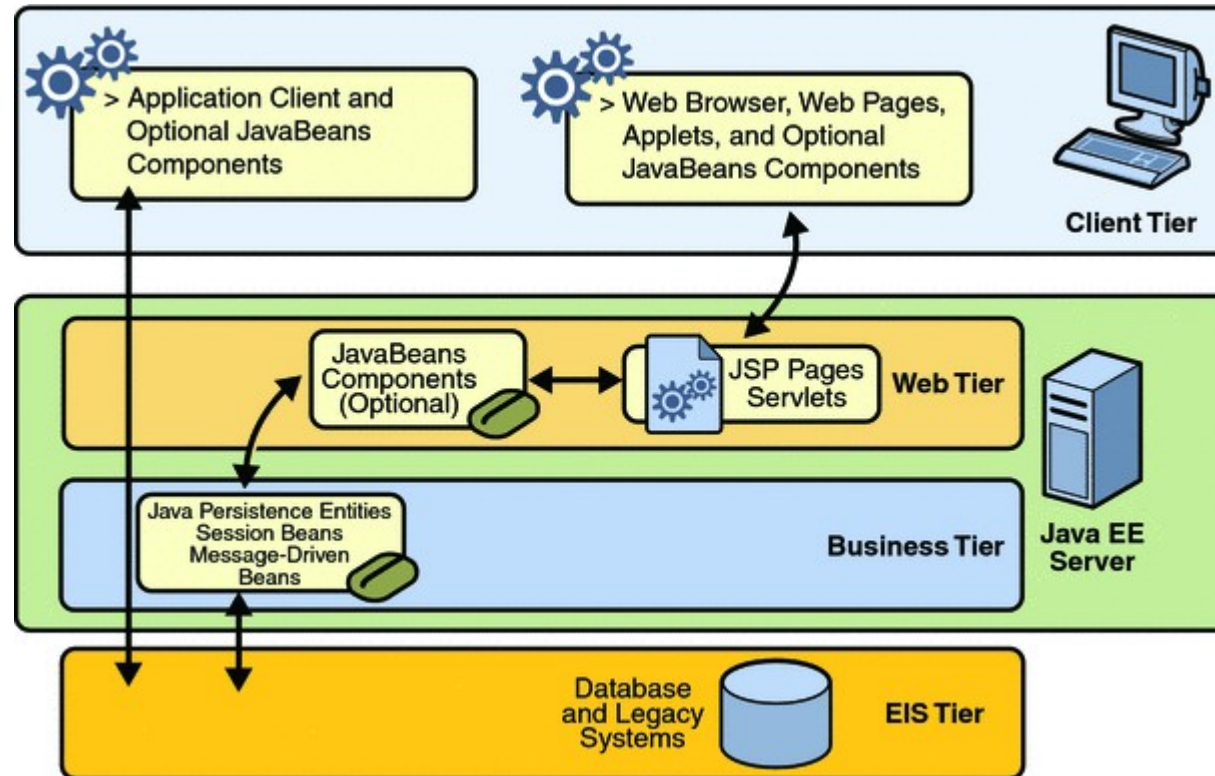 > Application Client and
Optional JavaBeans
Components
> Web Browser, Web Pages,
Applets, and Optional
JavaBeans Components
Client Tier
JavaBeans
Components
(Optional)
JSP Pages
Servlets
Web Tier
Java Persistence Entities
Session Beans
Message-Driven
Beans
Business Tier
Java EE
Server
Database
and Legacy
Systems
EIS Tier